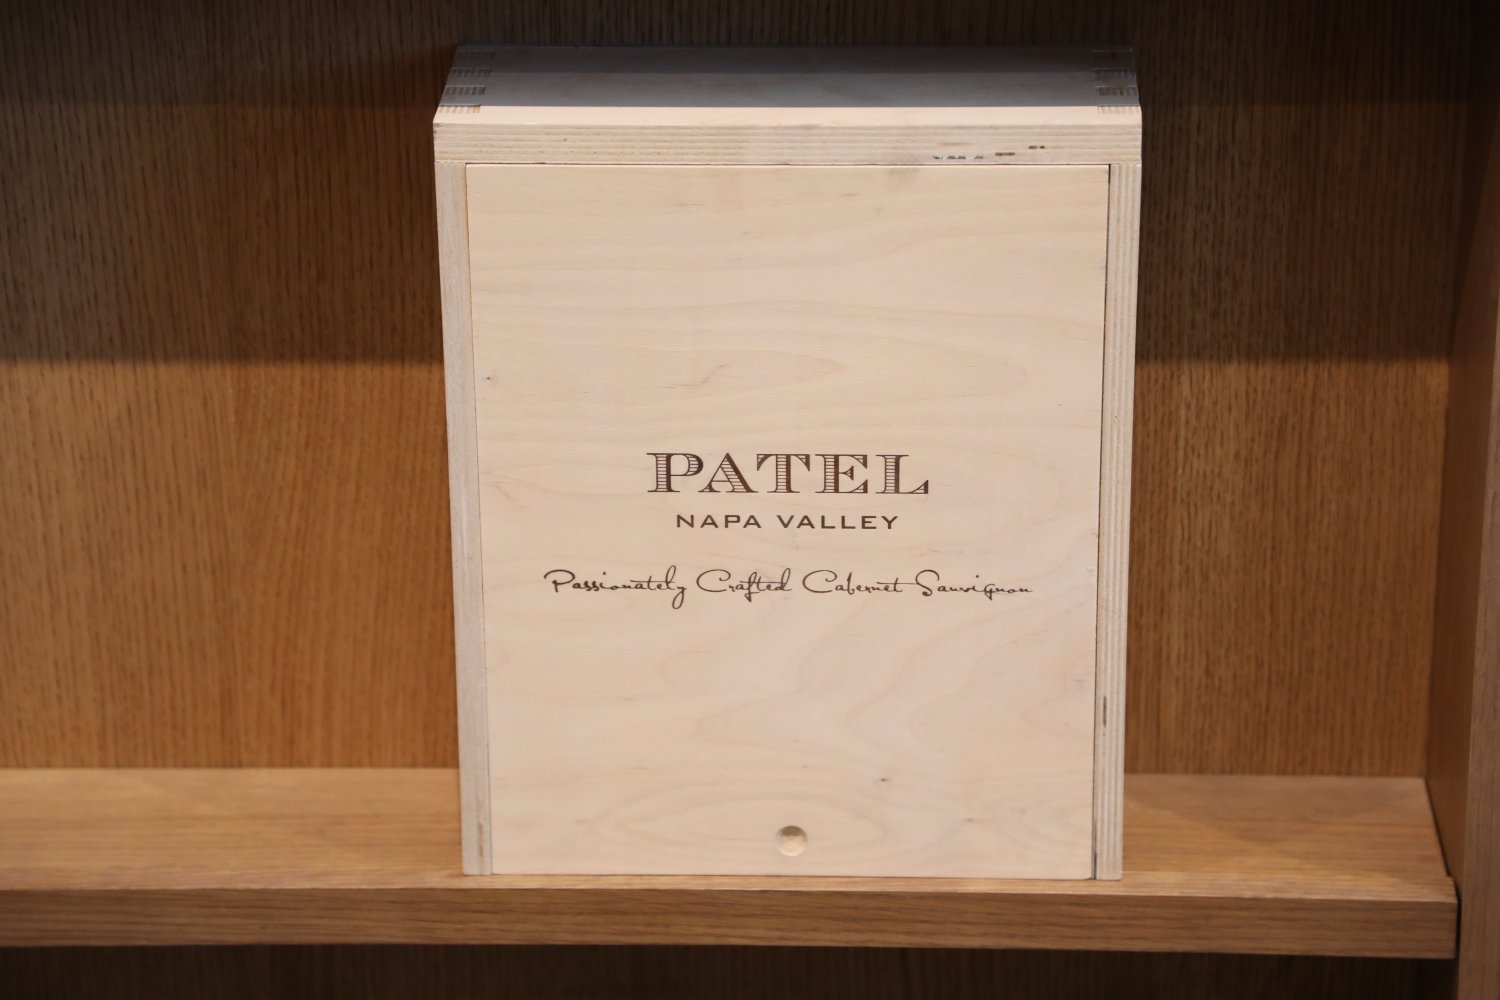 PATEL
NAPA VALLEY
Passionately Crafted Cabernet Sauvignon